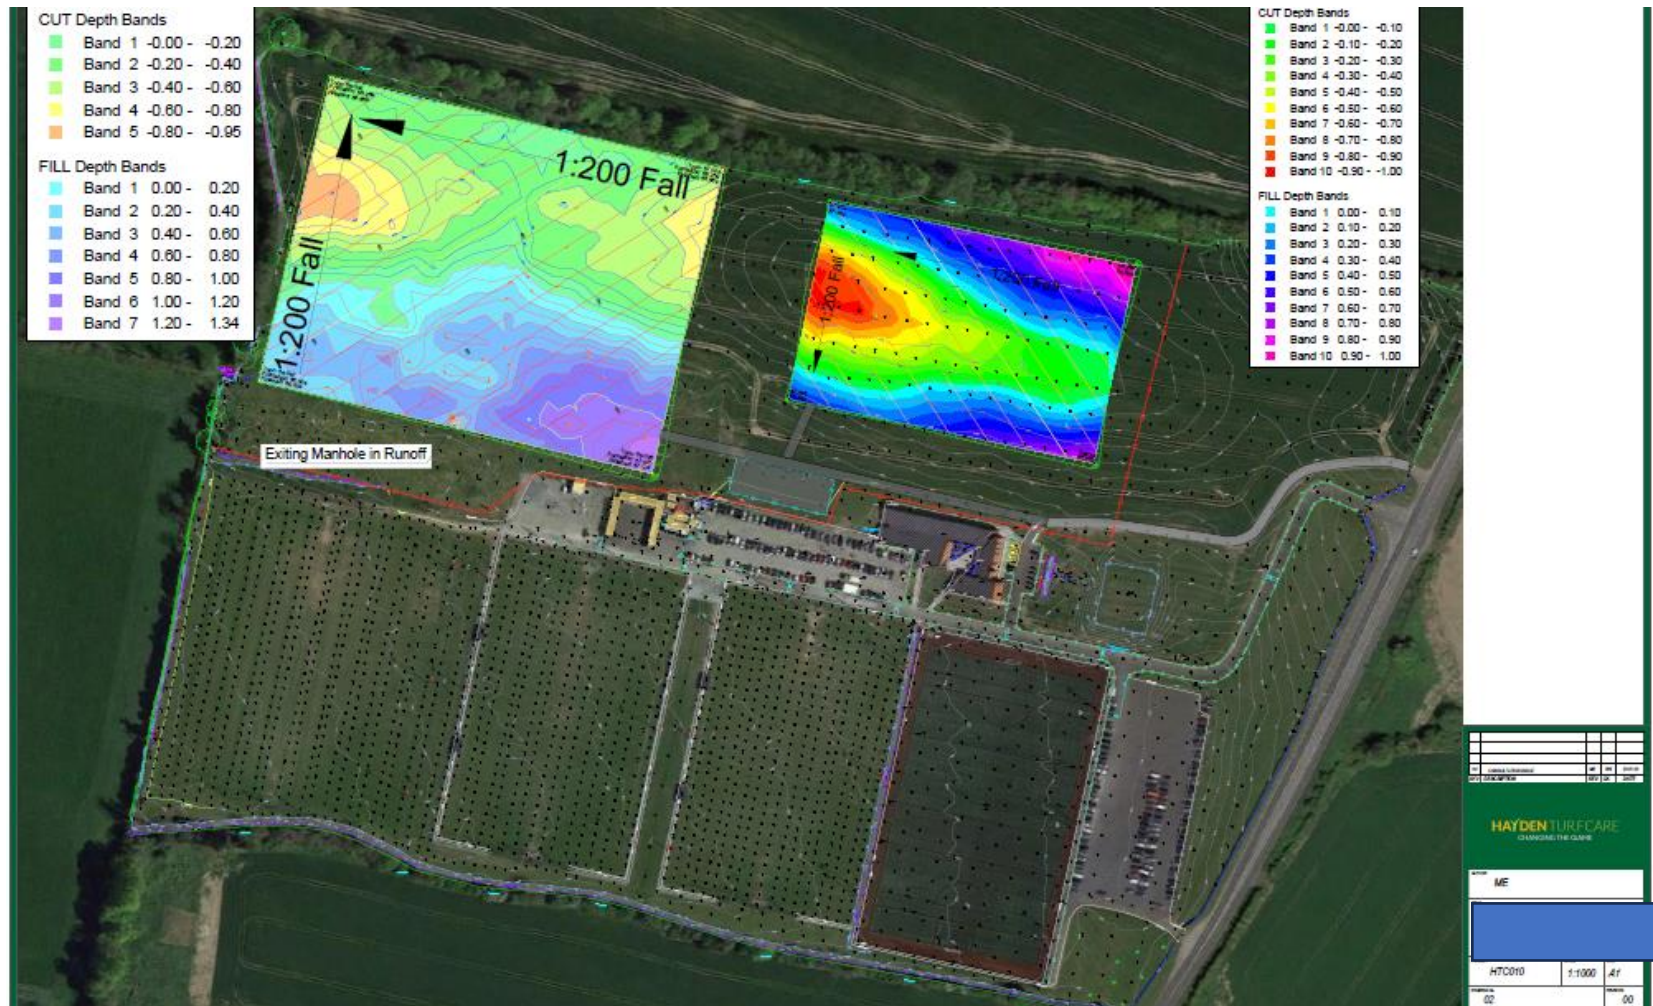 CUT Depth Bands
Band 1 -0.00 - -0.20
Band 2 -0.20 - -0.40
Band 3 -0.40 - -0.60
Band 4 -0.60 - -0.80
Band 5 -0.80 - -0.95
FILL Depth Bands
Band 1 0.00 - 0.20
Band 2 0.20 - 0.40
Band 3 0.40 - 0.60
Band 4 0.60 - 0.80
Band 5 0.80 - 1.00
Band 6 1.00 - 1.20
Band 7 1.20 - 1.34
1:200 Fall
1:200 Fall
Exiting Manhole in Runoff
1:200 Fall
1:200 Fall
CUT Depth Bands
Band 1 -0.00 - -0.10
Band 2 -0.10 - -0.20
Band 3 -0.20 - -0.30
Band 4 -0.30 - -0.40
Band 5 -0.40 - -0.50
Band 6 -0.50 - -0.60
Band 7 -0.60 - -0.70
Band 8 -0.70 - -0.80
Band 9 -0.80 - -0.90
Band 10 -0.90 - -1.00
FILL Depth Bands
Band 1 0.00 - 0.10
Band 2 0.10 - 0.20
Band 3 0.20 - 0.30
Band 4 0.30 - 0.40
Band 5 0.40 - 0.50
Band 6 0.50 - 0.60
Band 7 0.60 - 0.70
Band 8 0.70 - 0.80
Band 9 0.80 - 0.90
Band 10 0.90 - 1.00
HAYDEN TURFCARE
CHANGING THE GAME
ME
HTC010 1:1000 A1
02 00